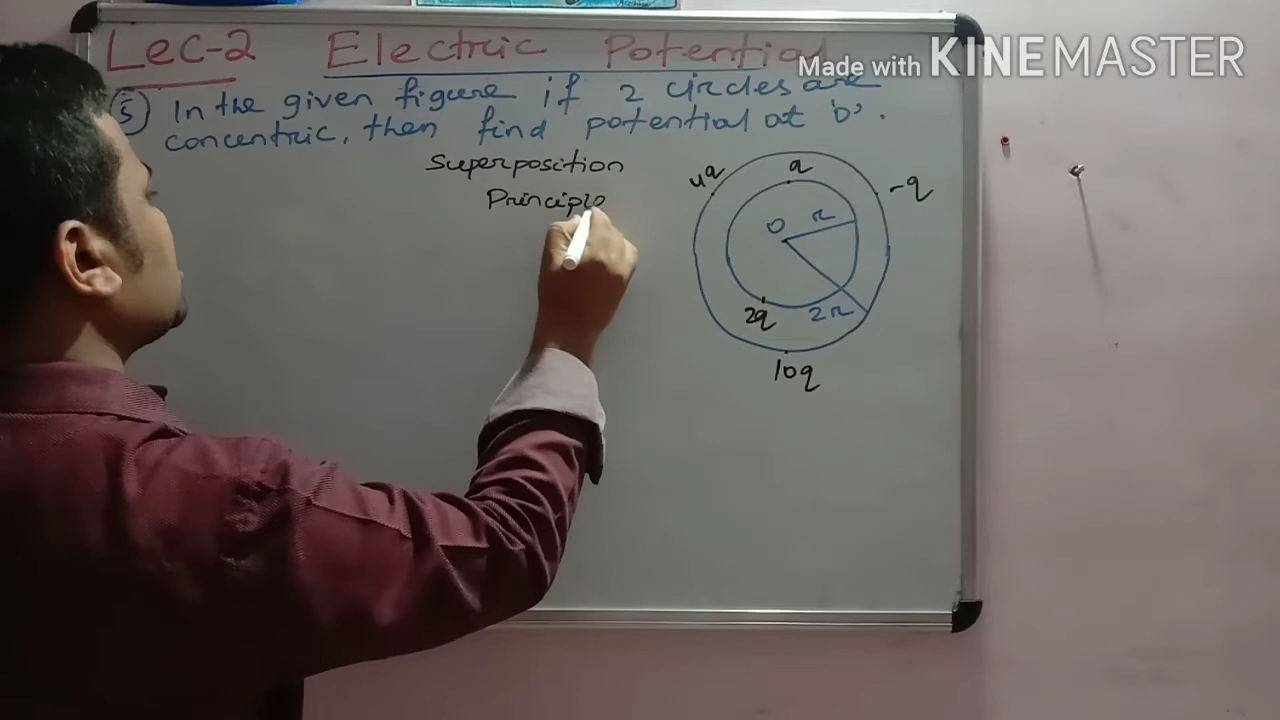 Lec-2 Electric Potential
Made with KINEMASTER
(5) In the given figure if 2 circles are
concentric, then find potential at 'o'.
Superposition
Principle
4q
q
-q
O
r
2q
2r
10q